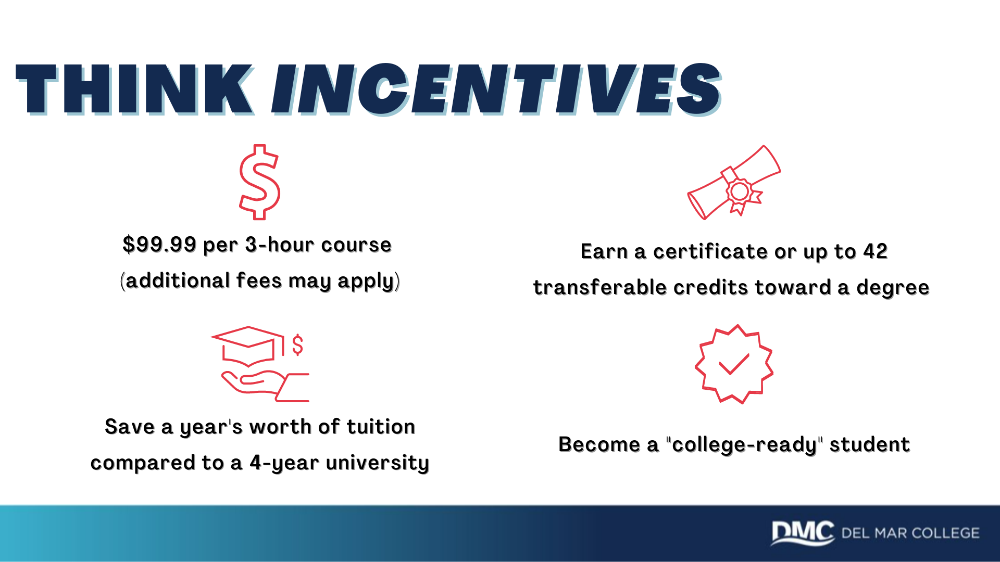 THINK INCENTIVES
$99.99 per 3-hour course
(additional fees may apply)
Earn a certificate or up to 42
transferable credits toward a degree
$
Save a year's worth of tuition
compared to a 4-year university
Become a "college-ready" student
DMC DEL MAR COLLEGE